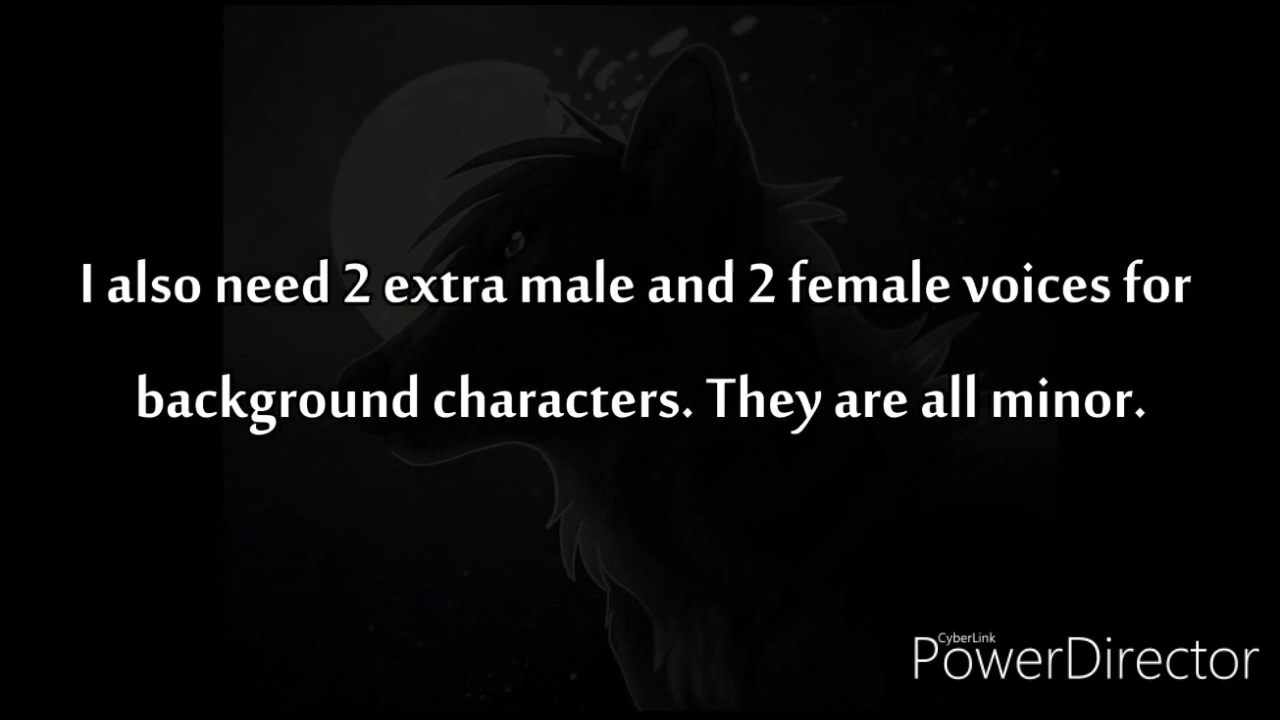 I also need 2 extra male and 2 female voices for
background characters. They are all minor.
CyberLink
PowerDirector